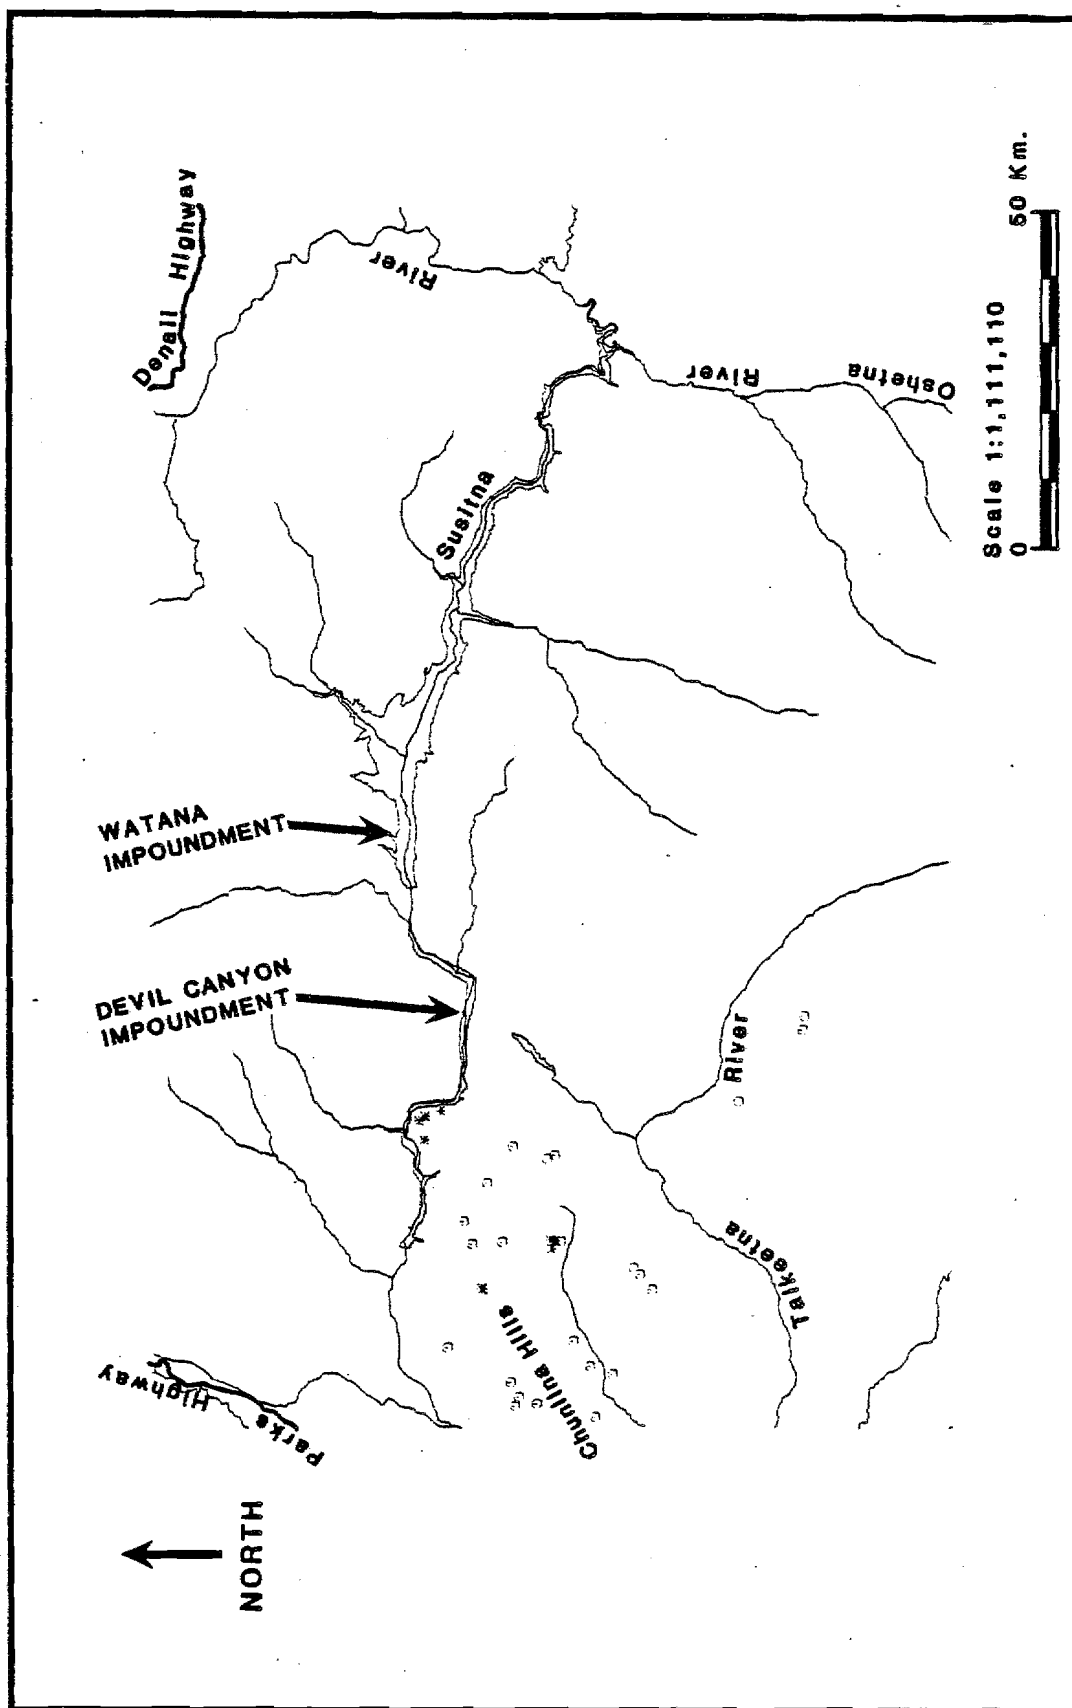 Denali Highway
River
Susitna
WATANA
IMPOUNDMENT
DEVIL CANYON
IMPOUNDMENT
River
Oshetna
Scale 1:1,111,110
0
50 Km.
River
Talkeetna
Chunilna Hills
Parks
Highway
NORTH